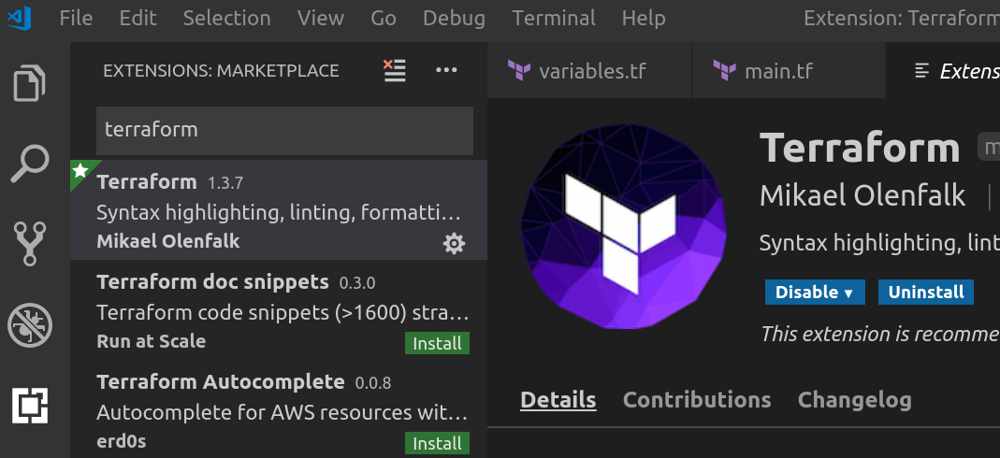 File Edit Selection View Go Debug Terminal Help Extension: Terraform
EXTENSIONS: MARKETPLACE
variables.tf main.tf Extens
terraform
Terraform 1.3.7
Syntax highlighting, linting, formatti…
Mikael Olenfalk
Terraform doc snippets 0.3.0
Terraform code snippets (>1600) stra…
Run at Scale Install
Terraform Autocomplete 0.0.8
Autocomplete for AWS resources wit…
erd0s Install
Terraform m
Mikael Olenfalk |
Syntax highlighting, lint
Disable ▾ Uninstall
This extension is recomme
Details Contributions Changelog